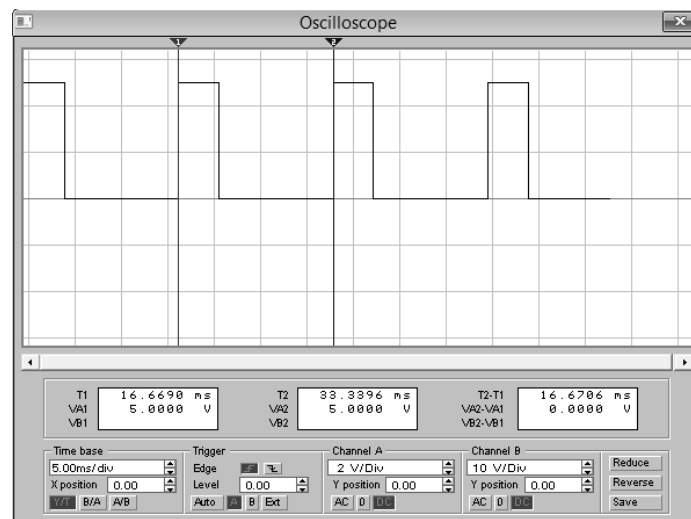 Oscilloscope
1 2
T1 16.6690 ms T2 33.3396 ms T2-T1 16.6706 ms
VA1 5.0000 V VA2 5.0000 V VA2-VA1 0.0000 V
VB1 VB2 VB2-VB1
Time base Trigger Channel A Channel B
5.00ms/div Edge 2 V/Div 10 V/Div Reduce
X position 0.00 Level 0.00 Y position 0.00 Y position 0.00 Reverse
Y/T B/A A/B Auto A B Ext AC 0 DC AC 0 DC Save